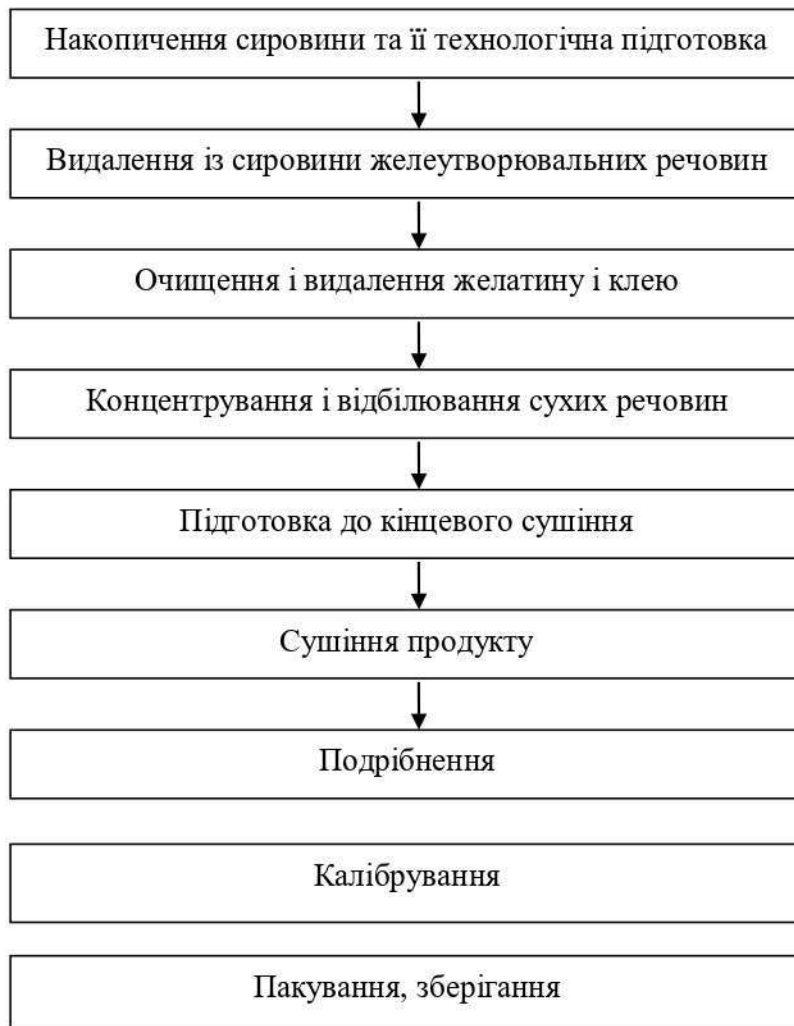 Накопичення сировини та її технологічна підготовка
Видалення із сировини желеутворювальних речовин
Очищення і видалення желатину і клею
Концентрування і відбілювання сухих речовин
Підготовка до кінцевого сушіння
Сушіння продукту
Подрібнення
Калібрування
Пакування, зберігання